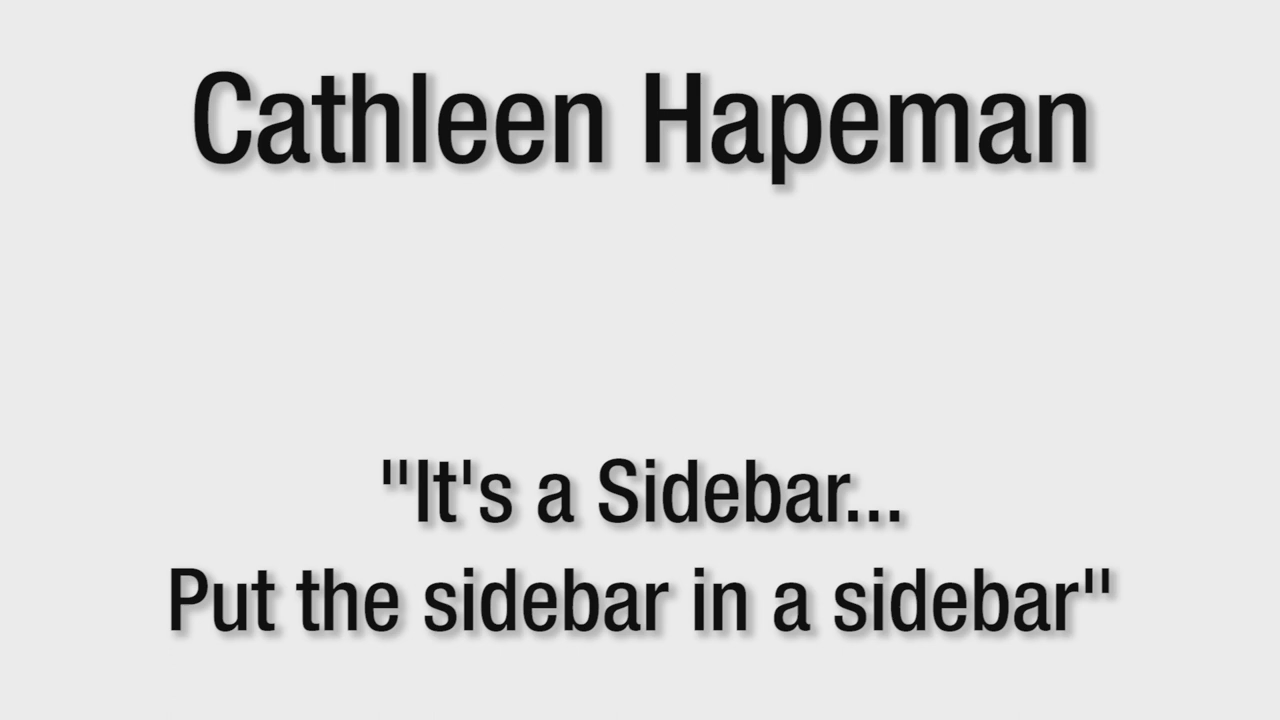 Cathleen Hapeman
"It's a Sidebar...
Put the sidebar in a sidebar"